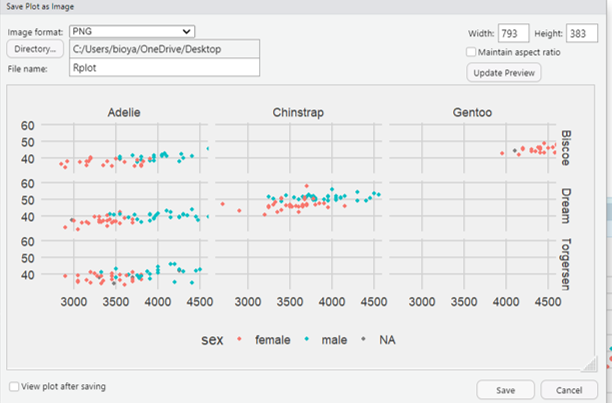 Save Plot as Image
Image format: PNG
Width: 793 Height: 383
Directory... C:/Users/bioya/OneDrive/Desktop
Maintain aspect ratio
File name: Rplot
Update Preview
Adelie Chinstrap Gentoo
60
50
40
Biscoe
60
50
40
Dream
60
50
40
Torgersen
3000 3500 4000 4500 3000 3500 4000 4500 3000 3500 4000 4500
sex female male NA
View plot after saving
Save Cancel